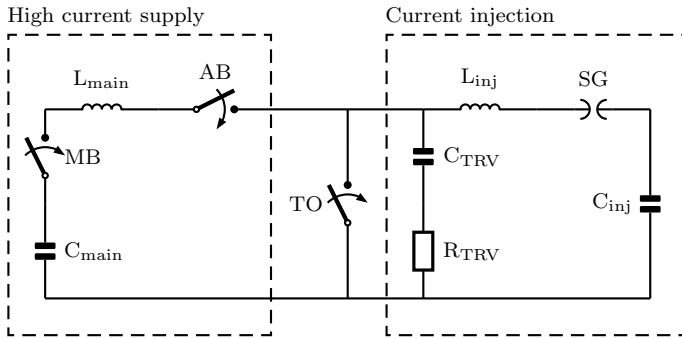 High current supply
Current injection
L_main
AB
L_inj
SG
MB
C_TRV
TO
C_inj
C_main
R_TRV